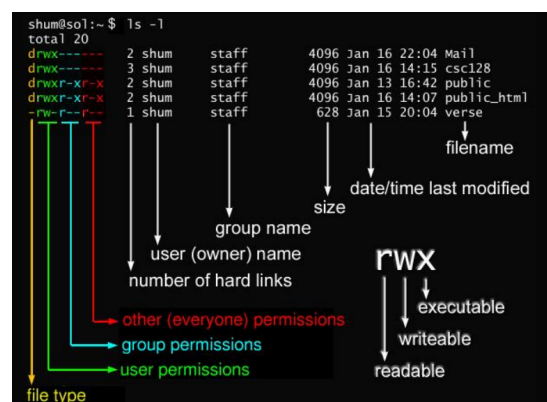 shum@sol:~$ ls -l
total 20
drwx------ 2 shum staff 4096 Jan 16 22:04 Mail
drwx------ 3 shum staff 4096 Jan 16 14:15 csc128
drwxr-xr-x 2 shum staff 4096 Jan 13 16:42 public
drwxr-xr-x 2 shum staff 4096 Jan 16 14:07 public_html
-rw-r--r-- 1 shum staff 628 Jan 15 20:04 verse
filename
date/time last modified
size
group name
user (owner) name
number of hard links
rwx
executable
writeable
readable
other (everyone) permissions
group permissions
user permissions
file type